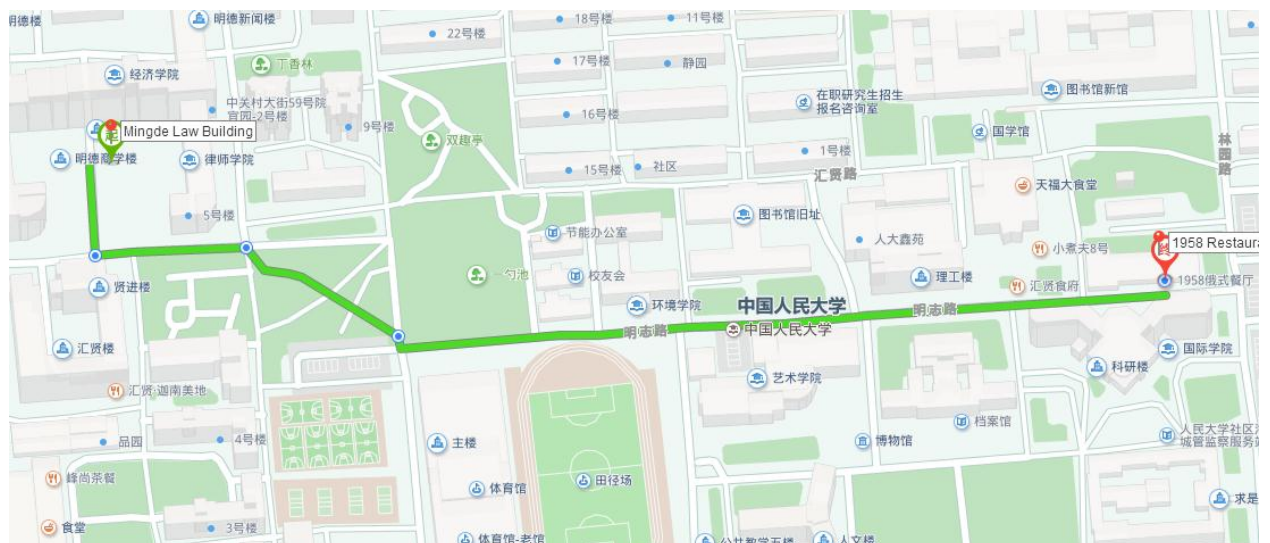 明德楼
明德新闻楼
22号楼
18号楼
11号楼
经济学院
丁香林
17号楼
静园
中关村大街59号院
宜园-2号楼
9号楼
16号楼
在职研究生招生
报名咨询室
图书馆新馆
Mingde Law Building
双趣亭
国学馆
林园路
明德商学楼
律师学院
15号楼
社区
1号楼
汇贤路
天福大食堂
5号楼
图书馆旧址
节能办公室
人大鑫苑
小煮夫8号
1958 Restaura
贤进楼
一勺池
校友会
理工楼
汇贤食府
1958俄式餐厅
环境学院
中国人民大学
明志路
明志路
中国人民大学
汇贤楼
国际学院
艺术学院
科研楼
汇贤·迦南美地
品园
4号楼
主楼
博物馆
档案馆
人民大学社区
城管监察服务站
峰尚茶餐
体育馆
田径场
求是
食堂
3号楼
体育馆-老馆
公共教学五楼
人文楼